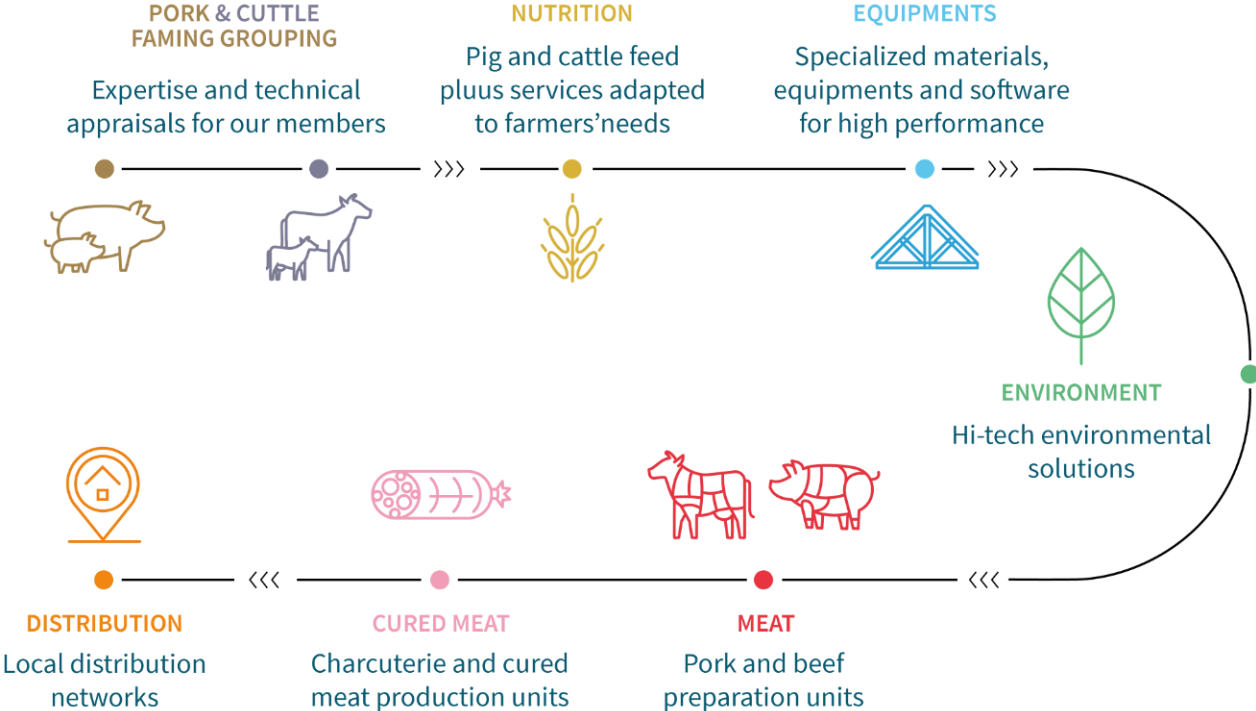 PORK & CUTTLE
FAMING GROUPING
Expertise and technical
appraisals for our members
NUTRITION
Pig and cattle feed
pluus services adapted
to farmers’needs
EQUIPMENTS
Specialized materials,
equipments and software
for high performance
ENVIRONMENT
Hi-tech environmental
solutions
MEAT
Pork and beef
preparation units
CURED MEAT
Charcuterie and cured
meat production units
DISTRIBUTION
Local distribution
networks